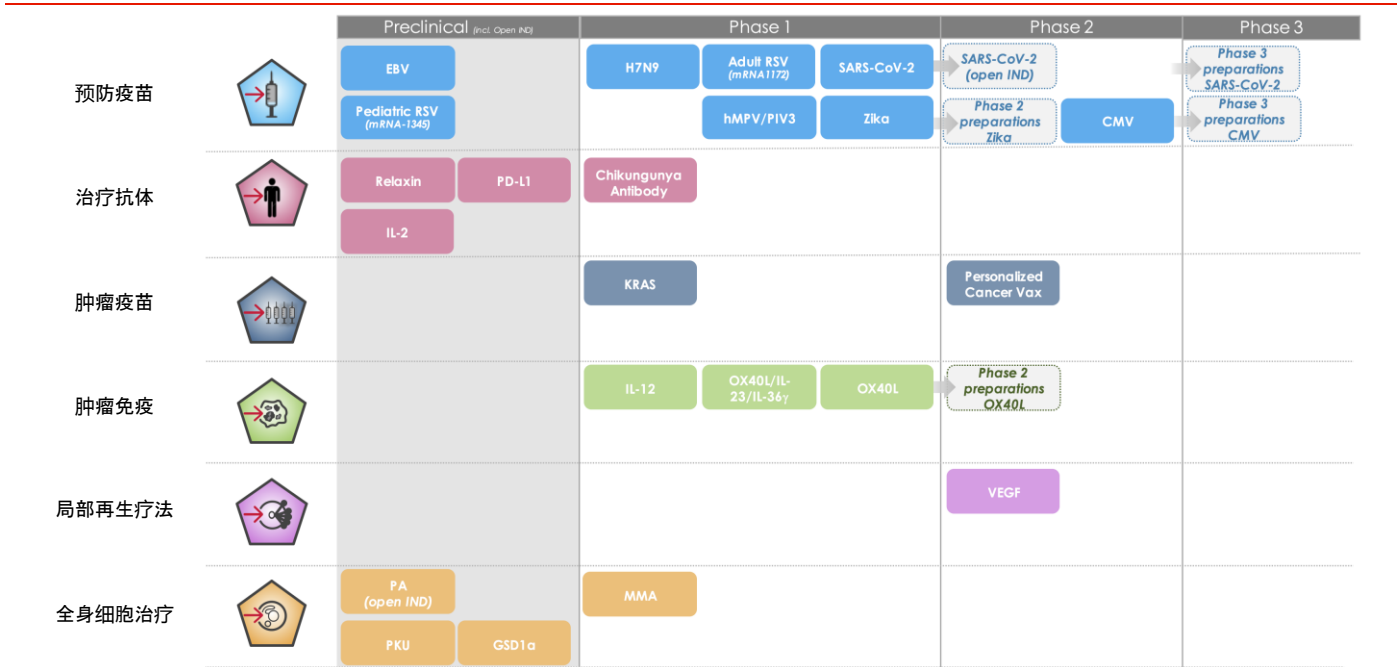 Preclinical (incl. Open IND)
Phase 1
Phase 2
Phase 3
预防疫苗
EBV
H7N9
Adult RSV
(mRNA1172)
SARS-CoV-2
SARS-CoV-2
(open IND)
Phase 3
preparations
SARS-CoV-2
Pediatric RSV
(mRNA-1345)
hMPV/PIV3
Zika
Phase 2
preparations
Zika
CMV
Phase 3
preparations
CMV
治疗抗体
Relaxin
PD-L1
Chikungunya
Antibody
IL-2
肿瘤疫苗
KRAS
Personalized
Cancer Vax
肿瘤免疫
IL-12
OX40L/IL-
23/IL-36γ
OX40L
Phase 2
preparations
OX40L
局部再生疗法
VEGF
全身细胞治疗
PA
(open IND)
MMA
PKU
GSD1a